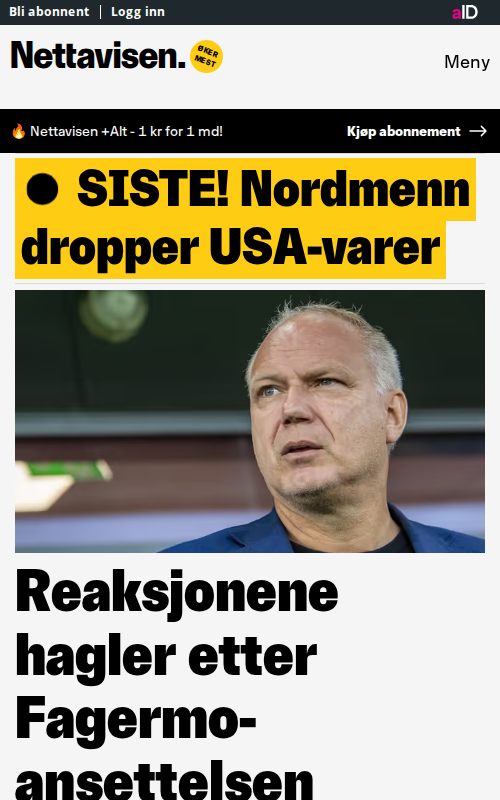 Bli abonnent | Logg inn
aID
Nettavisen.
ØKER
MEST
Meny
🔥 Nettavisen +Alt - 1 kr for 1 md!
Kjøp abonnement →
SISTE! Nordmenn
dropper USA-varer
Reaksjonene
hagler etter
Fagermo-
ansettelsen